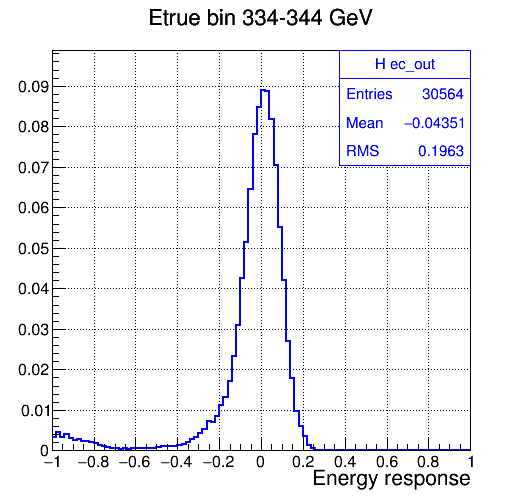 Etrue bin 334-344 GeV
H ec_out
Entries 30564
Mean −0.04351
RMS 0.1963
0.09
0.08
0.07
0.06
0.05
0.04
0.03
0.02
0.01
0
−1 −0.8 −0.6 −0.4 −0.2 0 0.2 0.4 0.6 0.8 1
Energy response